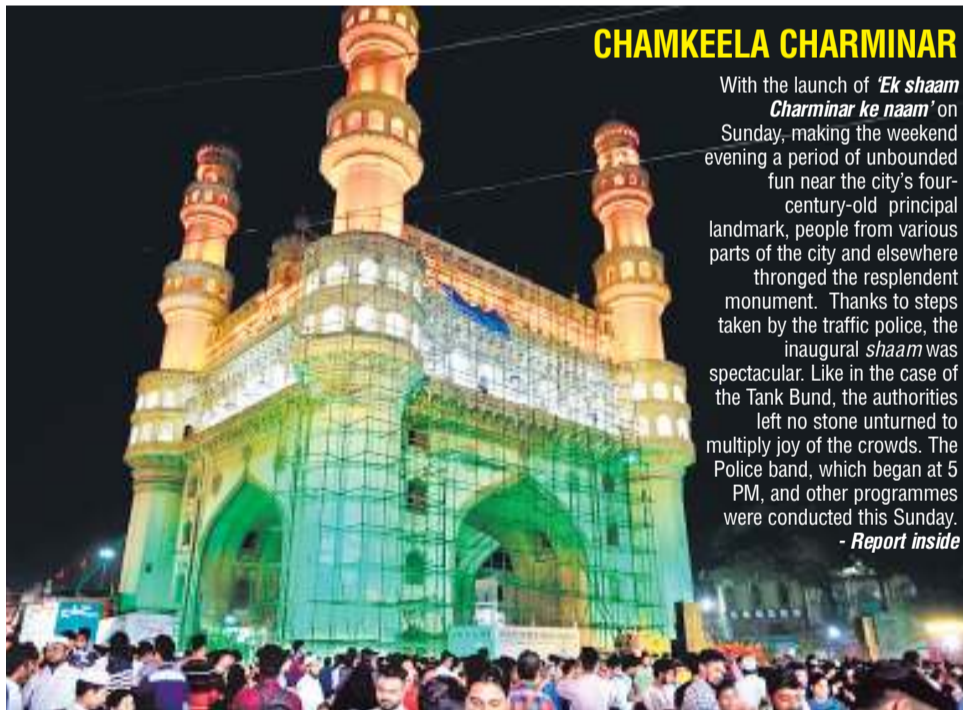 CHAMKEELA CHARMINAR
With the launch of ‘Ek shaam
Charminar ke naam’ on
Sunday, making the weekend
evening a period of unbounded
fun near the city’s four-
century-old principal
landmark, people from various
parts of the city and elsewhere
thronged the resplendent
monument. Thanks to steps
taken by the traffic police, the
inaugural shaam was
spectacular. Like in the case of
the Tank Bund, the authorities
left no stone unturned to
multiply joy of the crowds. The
Police band, which began at 5
PM, and other programmes
were conducted this Sunday.
- Report inside